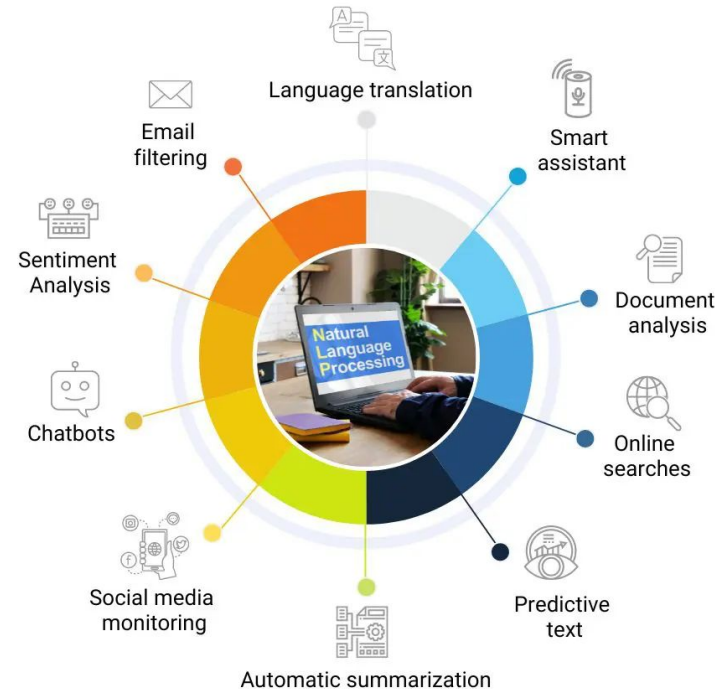 Language translation
Smart
assistant
Document
analysis
Online
searches
Predictive
text
Automatic summarization
Social media
monitoring
Chatbots
Sentiment
Analysis
Email
filtering
Natural
Language
Processing